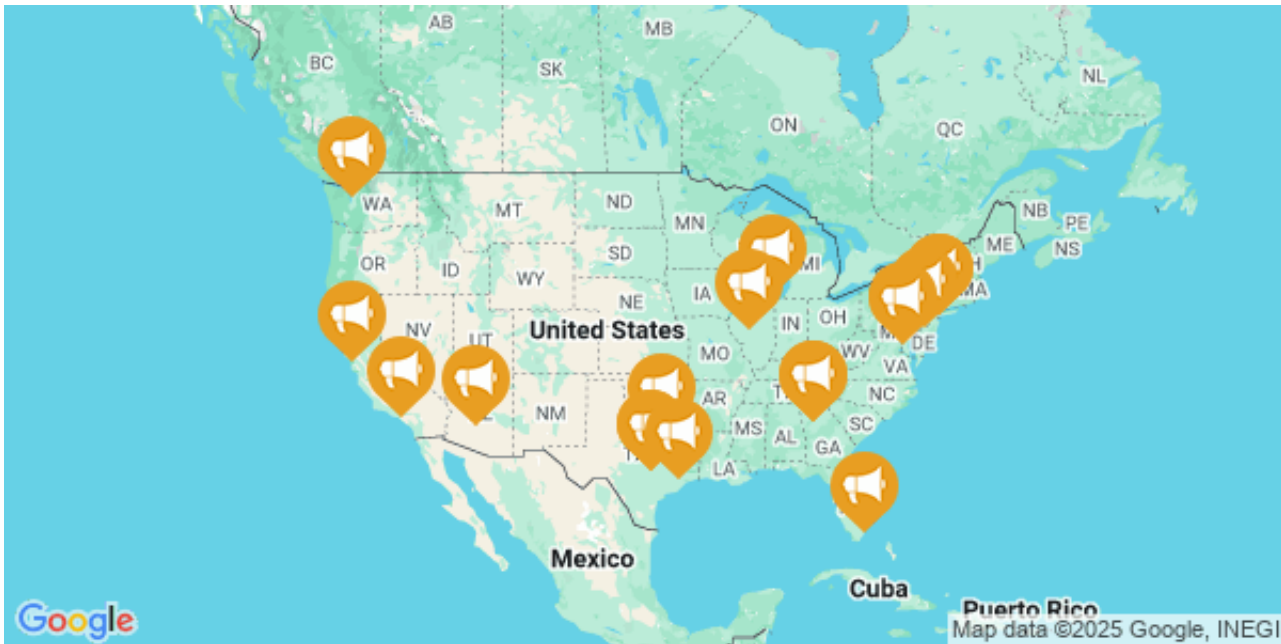 AB
MB
BC
SK
NL
ON
QC
WA
MT
ND
MN
NB
PE
ME
NS
OR
ID
SD
WY
MI
IA
MA
NE
IN
OH
NV
United States
UT
DE
MO
WV
VA
AR
NC
NM
MS
SC
AL
GA
LA
Mexico
Cuba
Puerto Rico
Google
Map data ©2025 Google, INEGI